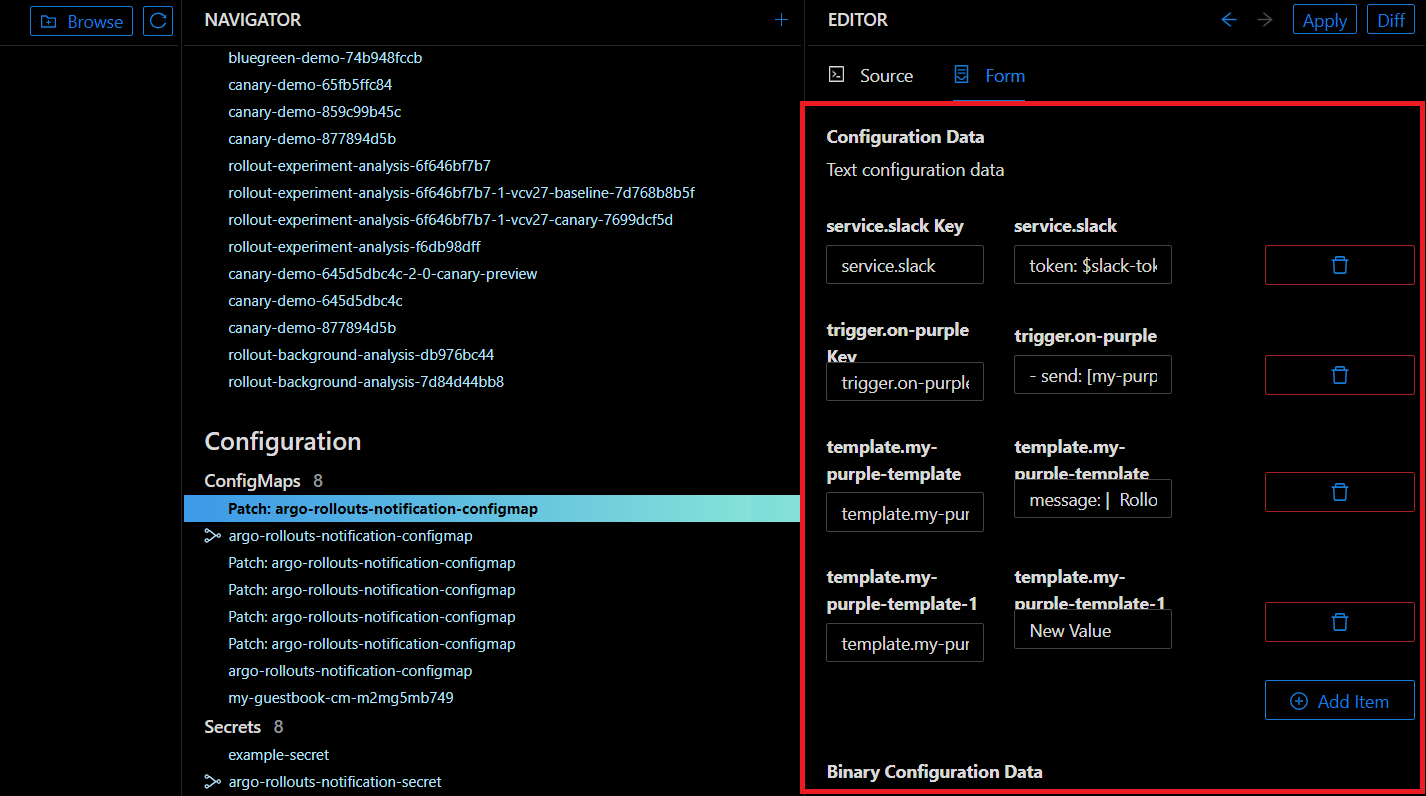 Browse
NAVIGATOR
bluegreen-demo-74b948fccb
canary-demo-65fb5ffc84
canary-demo-859c99b45c
canary-demo-877894d5b
rollout-experiment-analysis-6f646bf7b7
rollout-experiment-analysis-6f646bf7b7-1-vcv27-baseline-7d768b8b5f
rollout-experiment-analysis-6f646bf7b7-1-vcv27-canary-7699dcf5d
rollout-experiment-analysis-f6db98dff
canary-demo-645d5dbc4c-2-0-canary-preview
canary-demo-645d5dbc4c
canary-demo-877894d5b
rollout-background-analysis-db976bc44
rollout-background-analysis-7d84d44bb8
Configuration
ConfigMaps 8
Patch: argo-rollouts-notification-configmap
argo-rollouts-notification-configmap
Patch: argo-rollouts-notification-configmap
Patch: argo-rollouts-notification-configmap
Patch: argo-rollouts-notification-configmap
Patch: argo-rollouts-notification-configmap
argo-rollouts-notification-configmap
my-guestbook-cm-m2mg5mb749
Secrets 8
example-secret
argo-rollouts-notification-secret
EDITOR
Apply
Diff
Source
Form
Configuration Data
Text configuration data
service.slack Key
service.slack
service.slack
token: $slack-tok
trigger.on-purple
Key
trigger.on-purple
trigger.on-purple
- send: [my-purp
template.my-
purple-template
template.my-
purple-template
template.my-pur
message: | Rollo
template.my-
purple-template-1
template.my-
purple-template-1
template.my-pur
New Value
Add Item
Binary Configuration Data